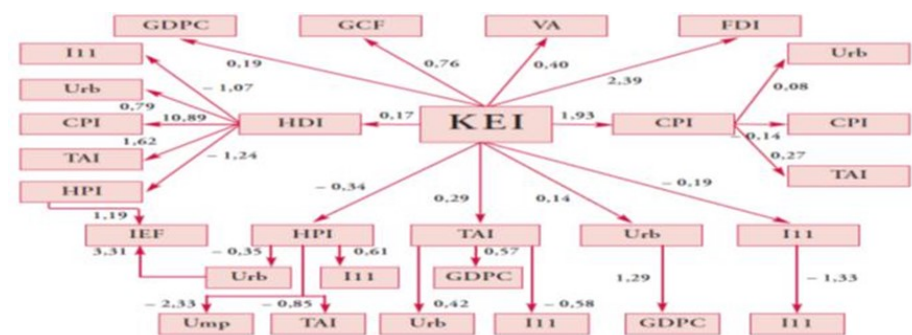 GDPC GCF VA FDI
I11 Urb
0,19 0,76 0,40 2,39
Urb – 1,07 0,08
0,79
CPI 10,89 HDI 0,17 KEI 1,93 CPI – 0,14 CPI
1,62
TAI – 1,24 0,27 TAI
HPI – 0,34 0,29 0,14 – 0,19
1,19
IEF HPI TAI Urb I11
3,31 – 0,35 0,61 0,57
Urb I11 GDPC 1,29 – 1,33
– 2,33 – 0,85 0,42 – 0,58
Ump TAI Urb I11 GDPC I11